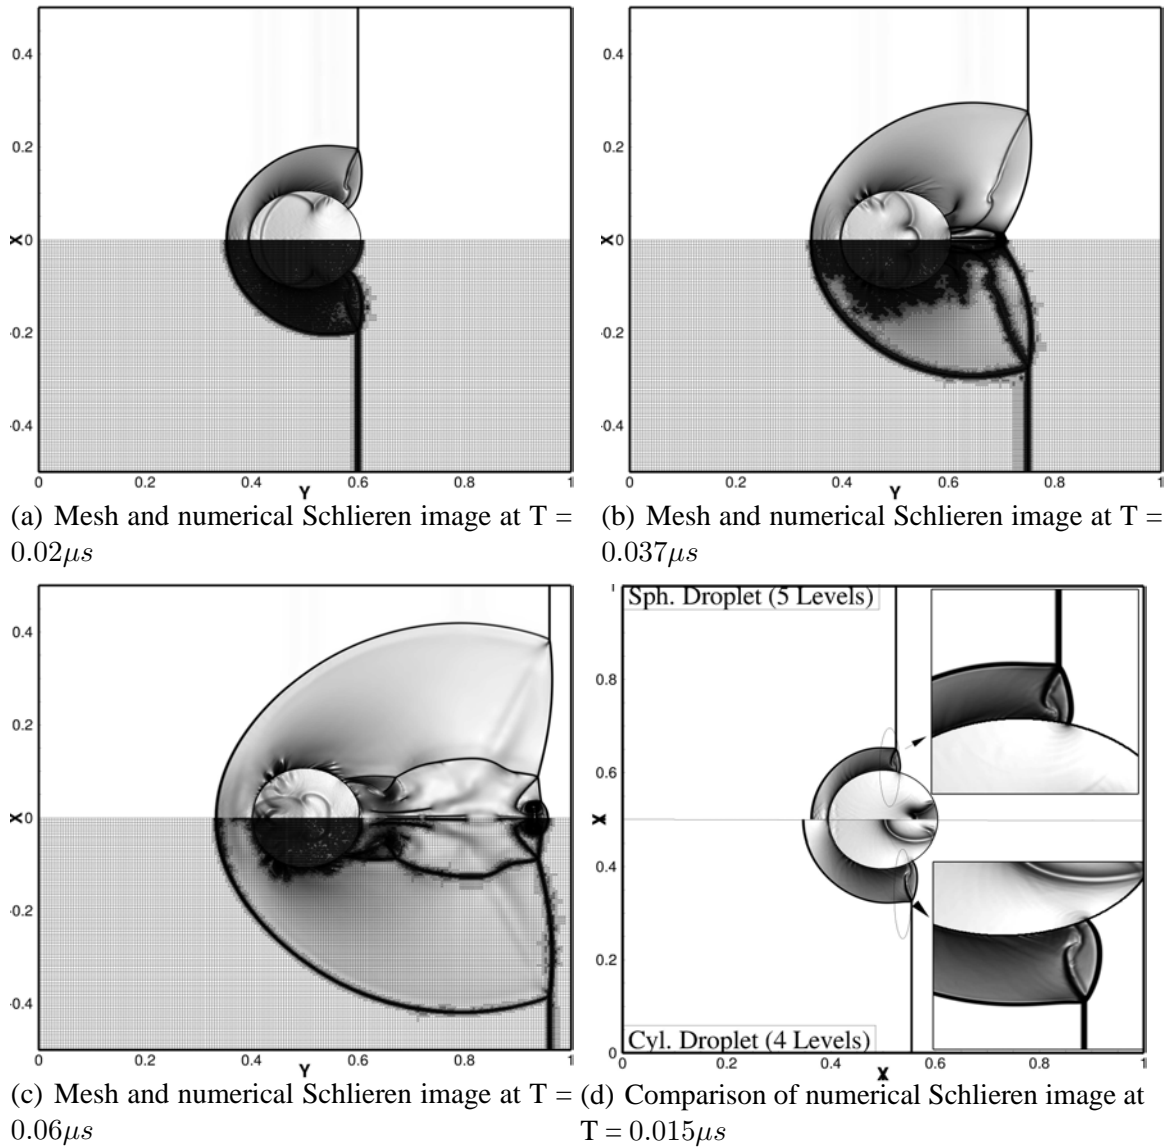 0.4
0.2
X 0
-0.2
-0.4
0 0.2 0.4 0.6 0.8 1
Y
(a) Mesh and numerical Schlieren image at T =
0.02μs
0.4
0.2
X 0
-0.2
-0.4
0 0.2 0.4 0.6 0.8 1
Y
(b) Mesh and numerical Schlieren image at T =
0.037μs
0.4
0.2
X 0
-0.2
-0.4
0 0.2 0.4 0.6 0.8 1
Y
(c) Mesh and numerical Schlieren image at T =
0.06μs
1
Sph. Droplet (5 Levels)
0.8
0.6
X
0.4
0.2
Cyl. Droplet (4 Levels)
0
0 0.2 0.4 0.6 0.8 1
X
(d) Comparison of numerical Schlieren image at
T = 0.015μs